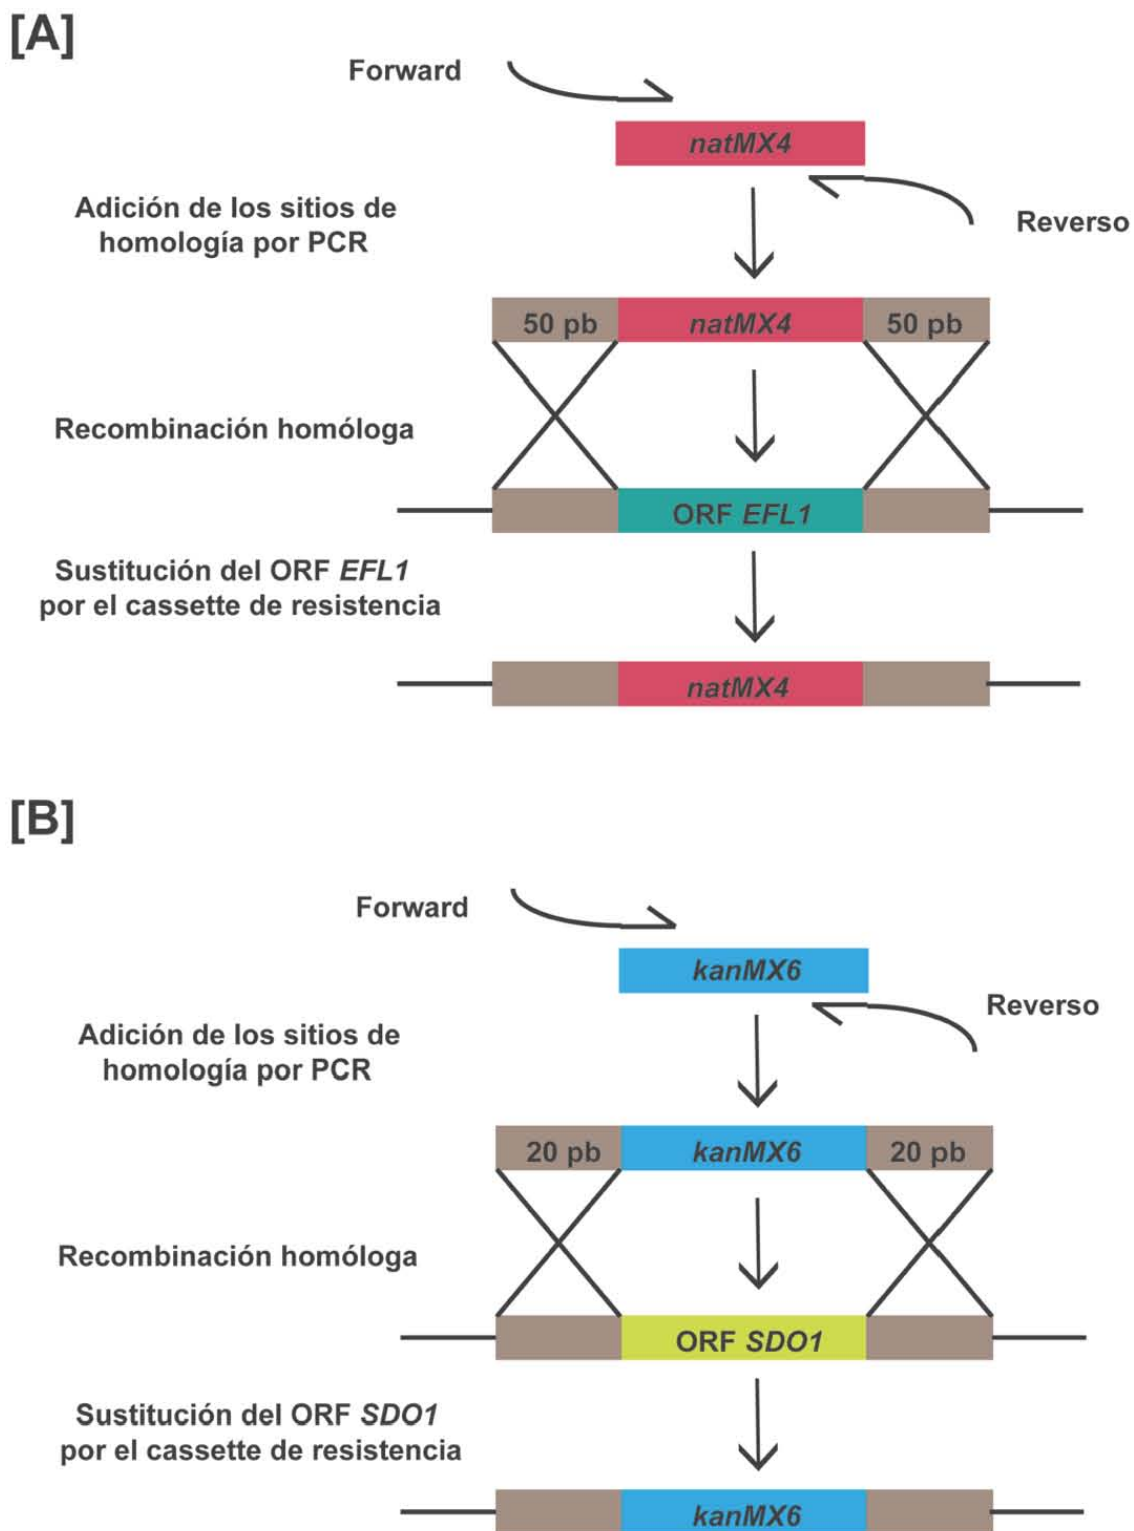 [A]
Forward
natMX4
Adición de los sitios de
homología por PCR
Reverso
50 pb natMX4 50 pb
Recombinación homóloga
ORF EFL1
Sustitución del ORF EFL1
por el cassette de resistencia
natMX4
[B]
Forward
kanMX6
Reverso
Adición de los sitios de
homología por PCR
20 pb kanMX6 20 pb
Recombinación homóloga
ORF SDO1
Sustitución del ORF SDO1
por el cassette de resistencia
kanMX6